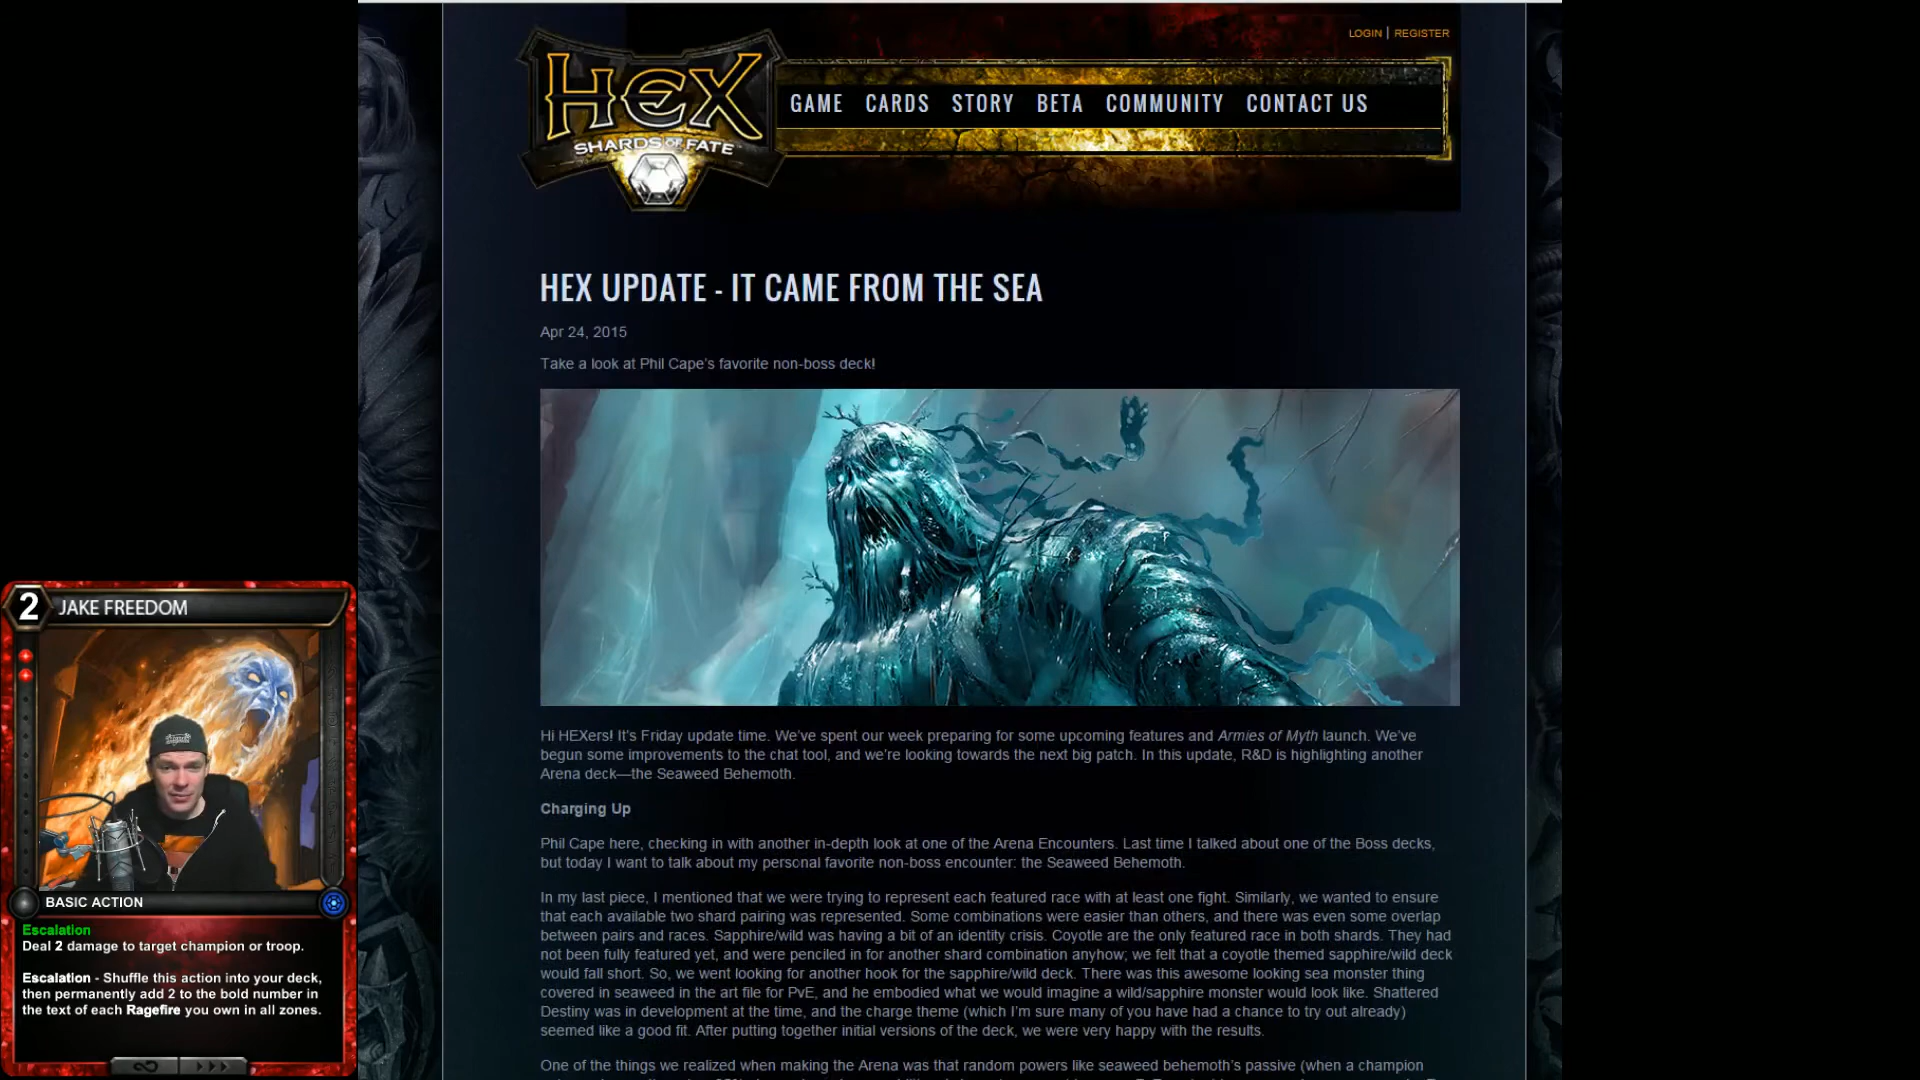 LOGIN | REGISTER
HEX
SHARDS OF FATE
GAME CARDS STORY BETA COMMUNITY CONTACT US
HEX UPDATE - IT CAME FROM THE SEA
Apr 24, 2015
Take a look at Phil Cape's favorite non-boss deck!
Hi HEXers! It's Friday update time. We've spent our week preparing for some upcoming features and Armies of Myth launch. We've
begun some improvements to the chat tool, and we're looking towards the next big patch. In this update, R&D is highlighting another
Arena deck—the Seaweed Behemoth.
Charging Up
Phil Cape here, checking in with another in-depth look at one of the Arena Encounters. Last time I talked about one of the Boss decks,
but today I want to talk about my personal favorite non-boss encounter: the Seaweed Behemoth.
In my last piece, I mentioned that we were trying to represent each featured race with at least one fight. Similarly, we wanted to ensure
that each available two shard pairing was represented. Some combinations were easier than others, and there was even some overlap
between pairs and races. Sapphire/wild was having a bit of an identity crisis. Coyotle are the only featured race in both shards. They had
not been fully featured yet, and were penciled in for another shard combination anyhow; we felt that a coyotle themed sapphire/wild deck
would fall short. So, we went looking for another hook for the sapphire/wild deck. There was this awesome looking sea monster thing
covered in seaweed in the art file for PvE, and he embodied what we would imagine a wild/sapphire monster would look like. Shattered
Destiny was in development at the time, and the charge theme (which I'm sure many of you have had a chance to try out already)
seemed like a good fit. After putting together initial versions of the deck, we were very happy with the results.
One of the things we realized when making the Arena was that random powers like seaweed behemoth's passive (when a champion
2 JAKE FREEDOM
BASIC ACTION
Escalation
Deal 2 damage to target champion or troop.
Escalation - Shuffle this action into your deck,
then permanently add 2 to the bold number in
the text of each Ragefire you own in all zones.